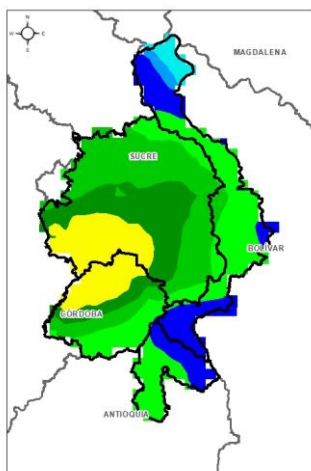 N
W E
S
MAGDALENA
SUCRE
BOLIVAR
CORDOBA
ANTIOQUIA